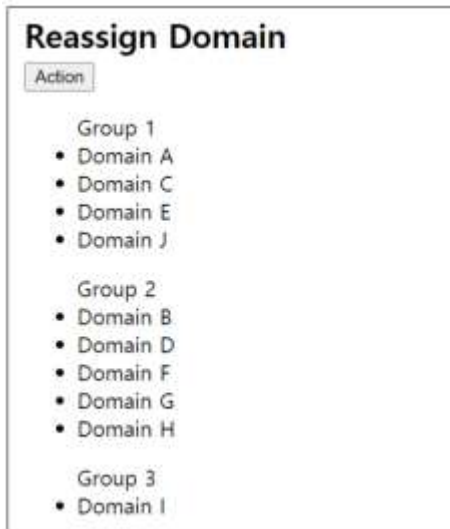 Reassign Domain
Action
Group 1
Domain A
Domain C
Domain E
Domain J
Group 2
Domain B
Domain D
Domain F
Domain G
Domain H
Group 3
Domain I